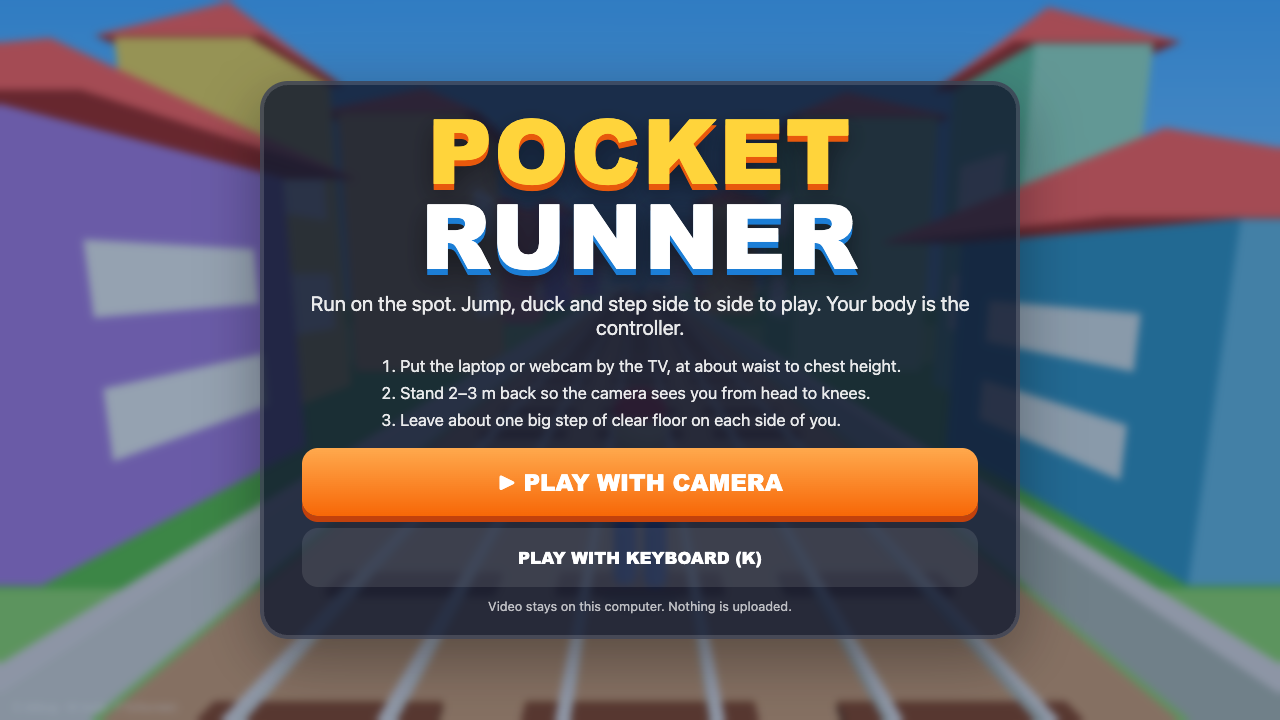 POCKET
RUNNER
Run on the spot. Jump, duck and step side to side to play. Your body is the
controller.
1. Put the laptop or webcam by the TV, at about waist to chest height.
2. Stand 2–3 m back so the camera sees you from head to knees.
3. Leave about one big step of clear floor on each side of you.
▶ PLAY WITH CAMERA
PLAY WITH KEYBOARD (K)
Video stays on this computer. Nothing is uploaded.